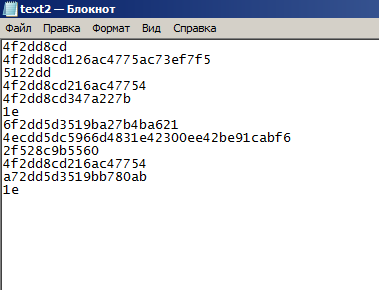 text2 — Блокнот
Файл Правка Формат Вид Справка
4f2dd8cd
4f2dd8cd126ac4775ac73ef7f5
5122dd
4f2dd8cd216ac47754
4f2dd8cd347a227b
1e
6f2dd5d3519ba27b4ba621
4ecdd5dc5966d4831e42300ee42be91cabf6
2f528c9b5560
4f2dd8cd216ac47754
a72dd5d3519bb780ab
1e